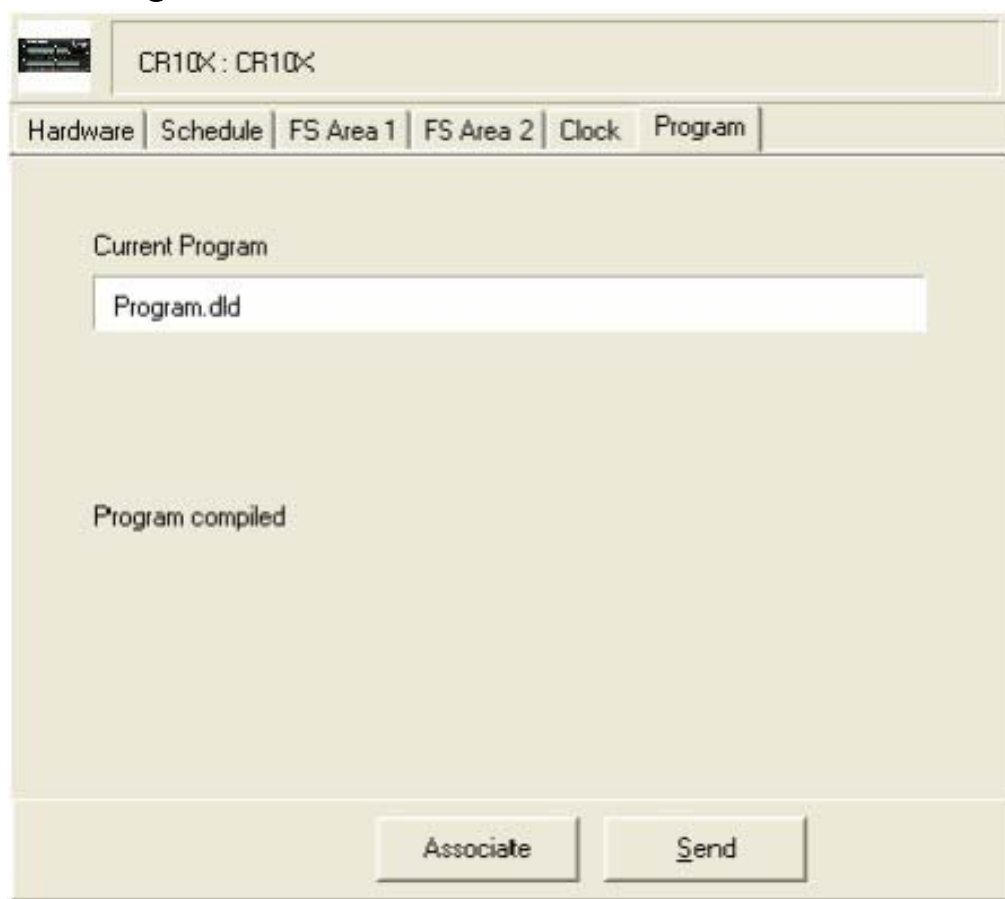 CR10X : CR10X
Hardware Schedule FS Area 1 FS Area 2 Clock Program
Current Program
Program.dld
Program compiled
Associate Send